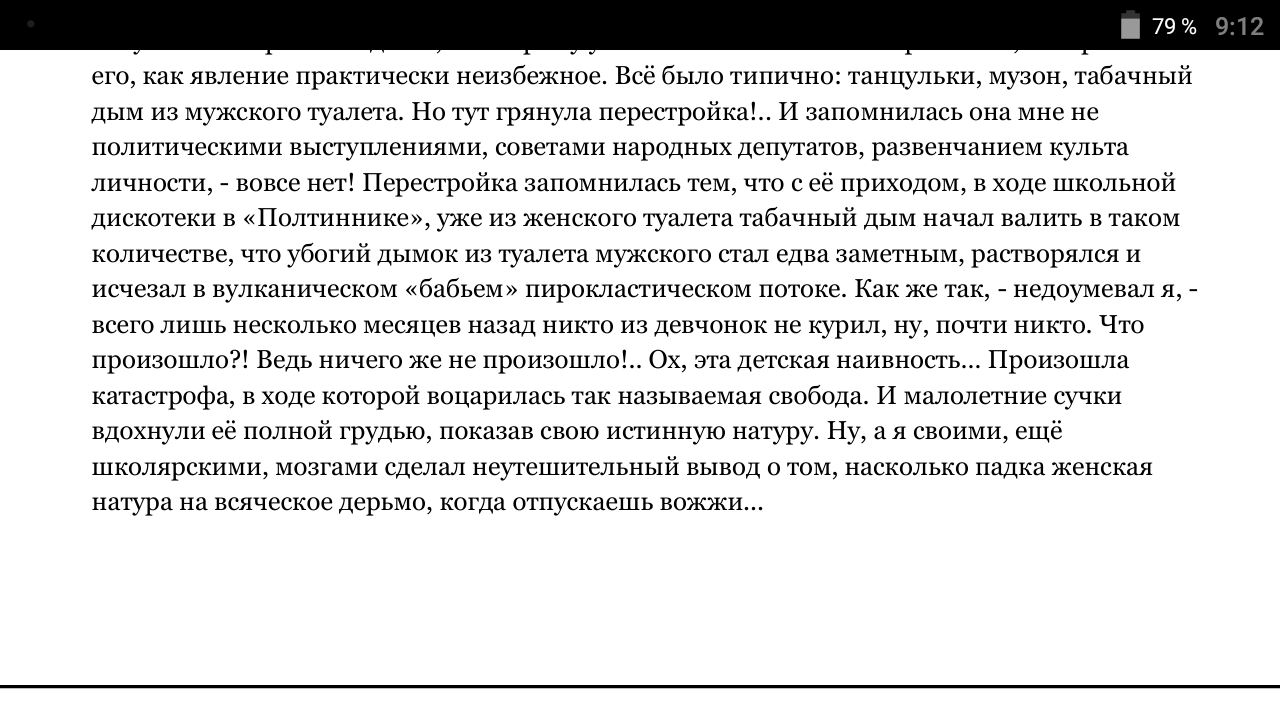 79 % 9:12
его, как явление практически неизбежное. Всё было типично: танцульки, музон, табачный
дым из мужского туалета. Но тут грянула перестройка!.. И запомнилась она мне не
политическими выступлениями, советами народных депутатов, развенчанием культа
личности, - вовсе нет! Перестройка запомнилась тем, что с её приходом, в ходе школьной
дискотеки в «Полтиннике», уже из женского туалета табачный дым начал валить в таком
количестве, что убогий дымок из туалета мужского стал едва заметным, растворялся и
исчезал в вулканическом «бабьем» пирокластическом потоке. Как же так, - недоумевал я, -
всего лишь несколько месяцев назад никто из девчонок не курил, ну, почти никто. Что
произошло?! Ведь ничего же не произошло!.. Ох, эта детская наивность... Произошла
катастрофа, в ходе которой воцарилась так называемая свобода. И малолетние сучки
вдохнули её полной грудью, показав свою истинную натуру. Ну, а я своими, ещё
школярскими, мозгами сделал неутешительный вывод о том, насколько падка женская
натура на всяческое дерьмо, когда отпускаешь вожжи...